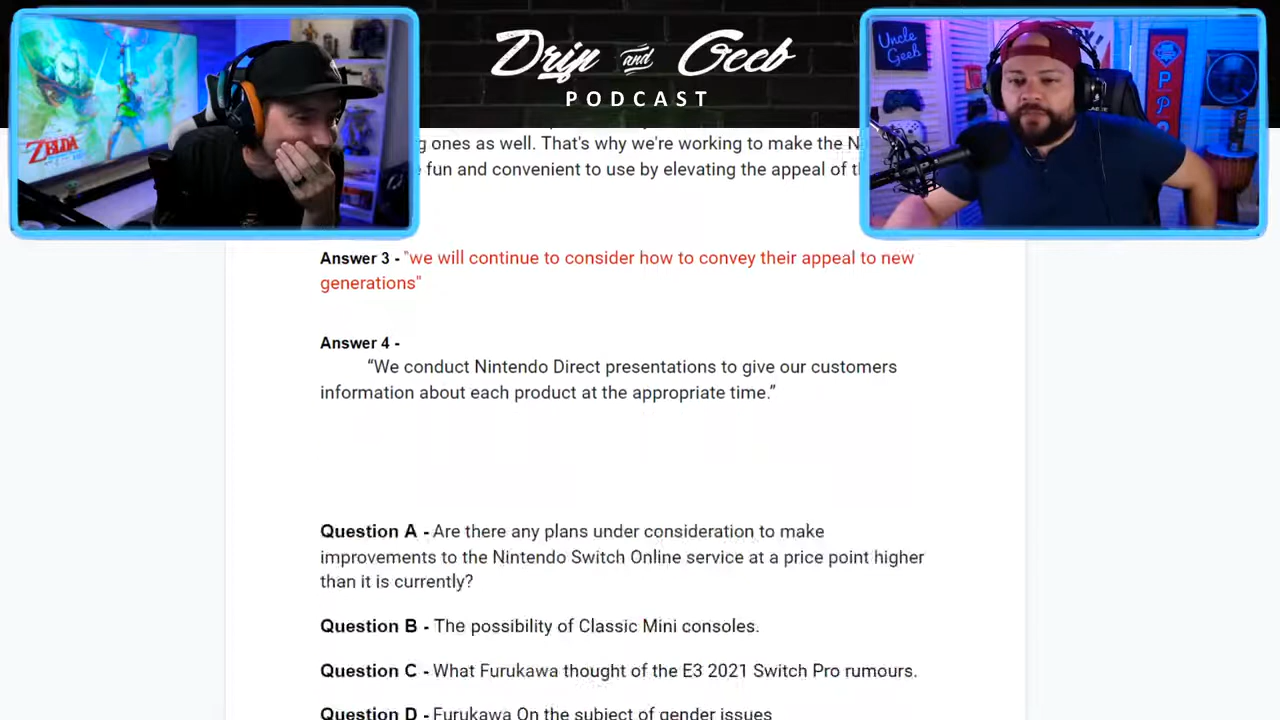 Drip and Geeb
PODCAST
Uncle
Geeb
ZELDA
P
P
g ones as well. That's why we're working to make the N
fun and convenient to use by elevating the appeal of t
Answer 3 - "we will continue to consider how to convey their appeal to new
generations"
Answer 4 -
“We conduct Nintendo Direct presentations to give our customers
information about each product at the appropriate time.”
Question A - Are there any plans under consideration to make
improvements to the Nintendo Switch Online service at a price point higher
than it is currently?
Question B - The possibility of Classic Mini consoles.
Question C - What Furukawa thought of the E3 2021 Switch Pro rumours.
Question D - Furukawa On the subject of gender issues